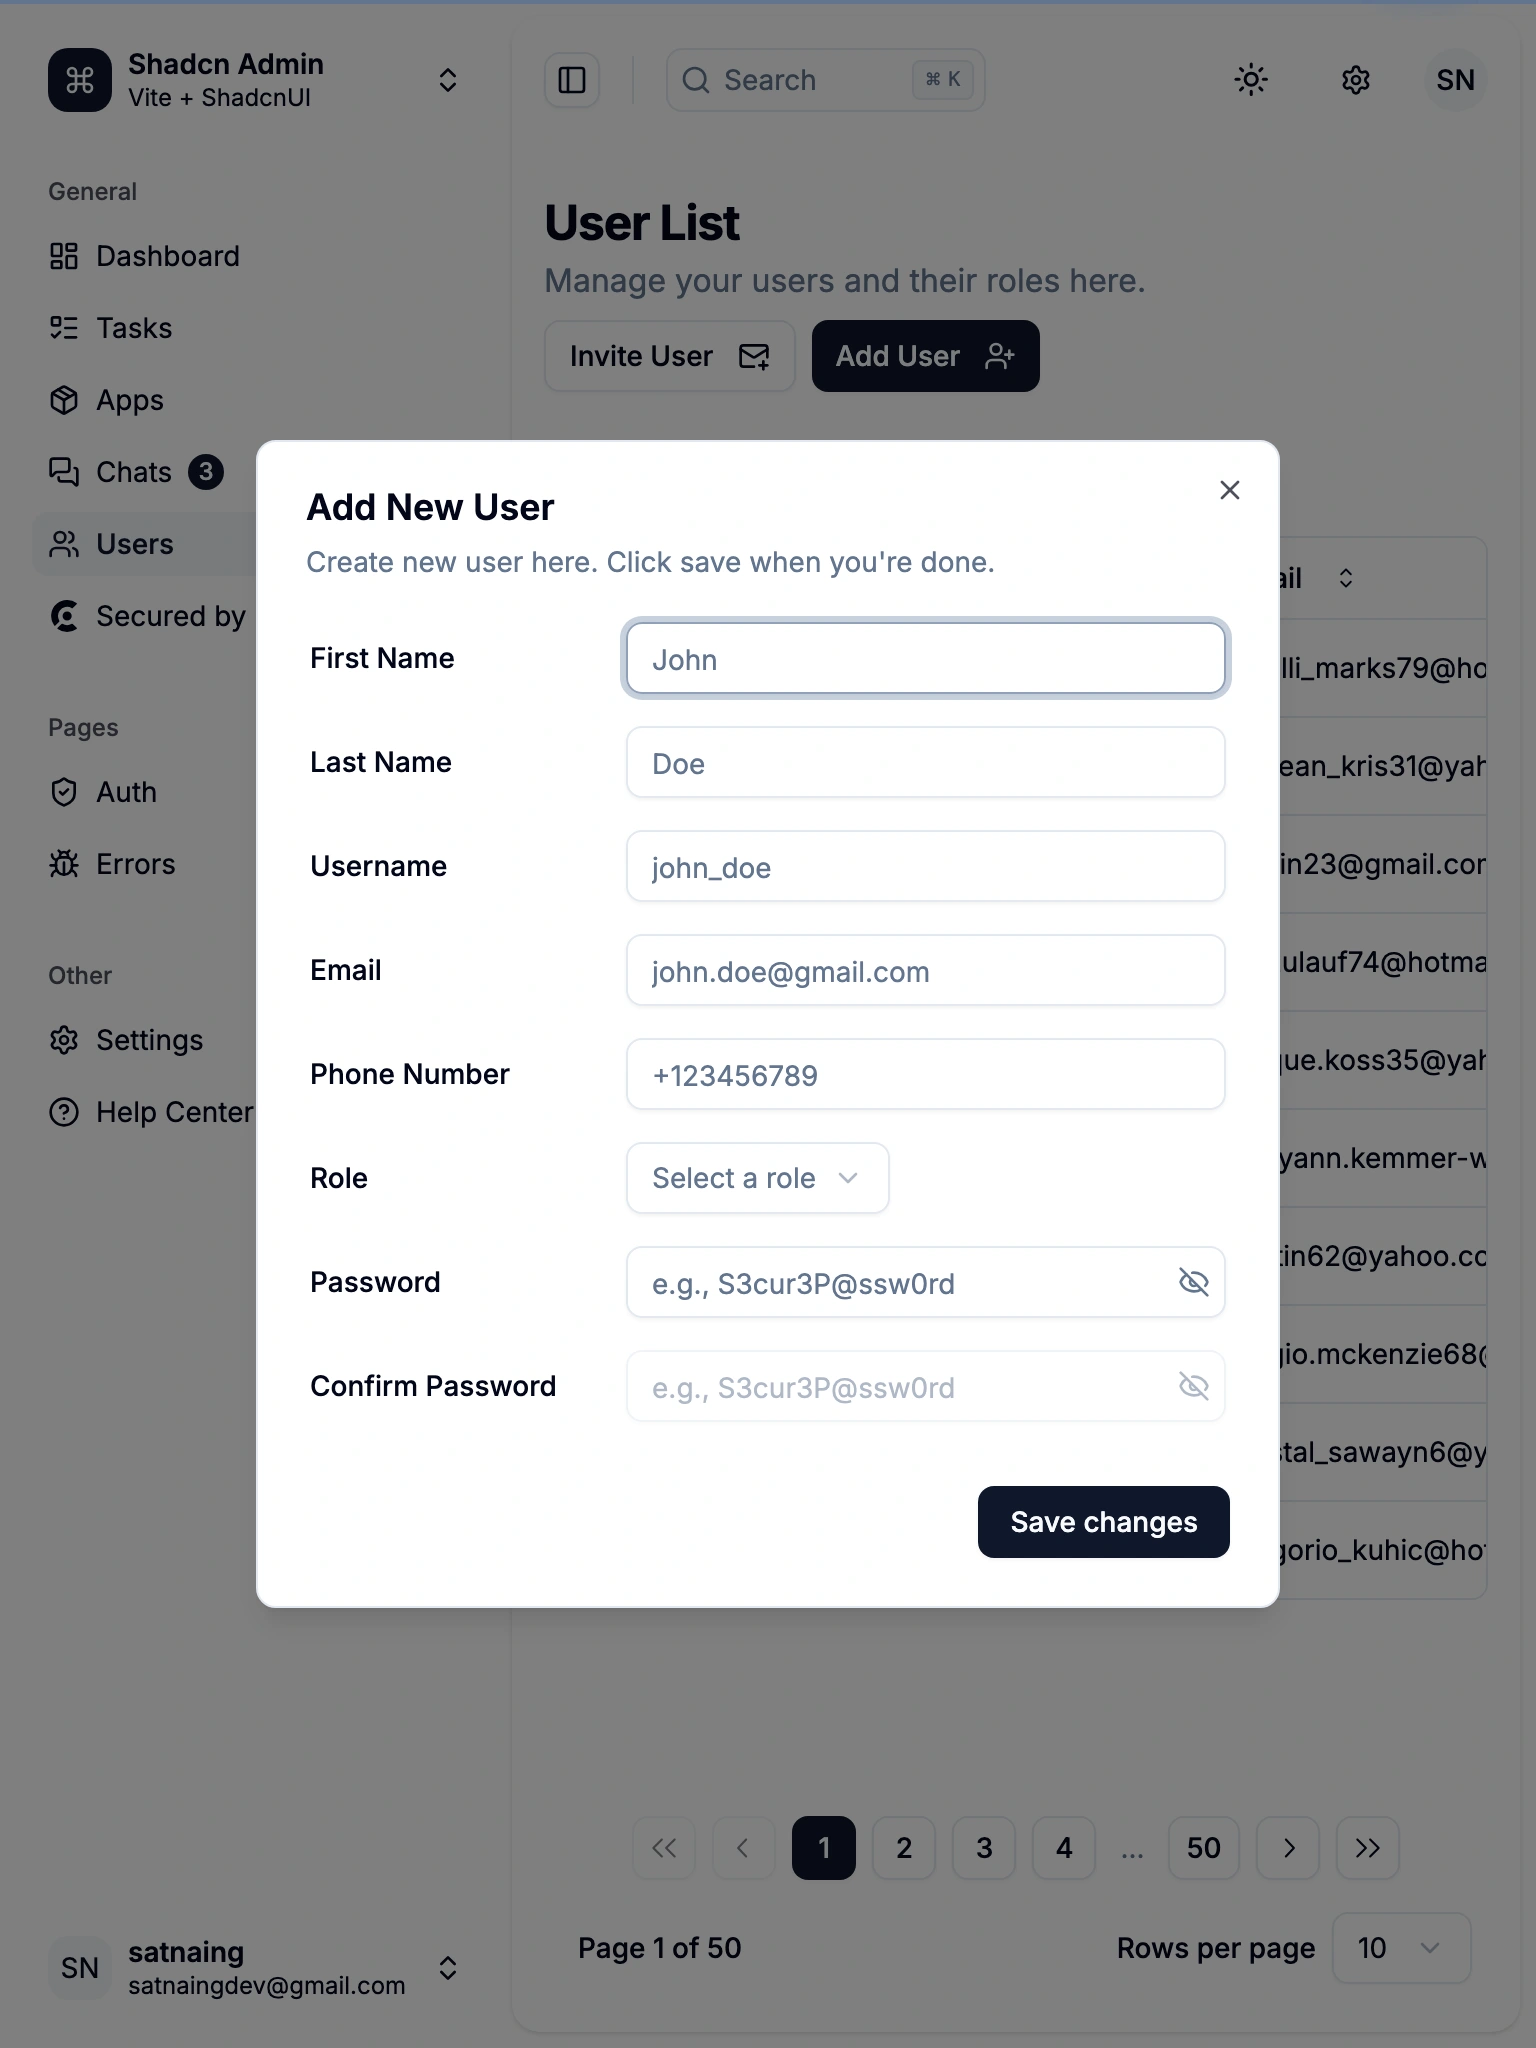 Shadcn Admin
Vite + ShadcnUI
General
Dashboard
Tasks
Apps
Chats 3
Users
Secured by
Pages
Auth
Errors
Other
Settings
Help Center
SN
satnaing
satnaingdev@gmail.com
Search ⌘ K
SN
User List
Manage your users and their roles here.
Invite User
Add User
Add New User
Create new user here. Click save when you're done.
First Name
John
Last Name
Doe
Username
john_doe
Email
john.doe@gmail.com
Phone Number
+123456789
Role
Select a role
Password
e.g., S3cur3P@ssw0rd
Confirm Password
e.g., S3cur3P@ssw0rd
Save changes
1 2 3 4 ... 50
Page 1 of 50
Rows per page 10